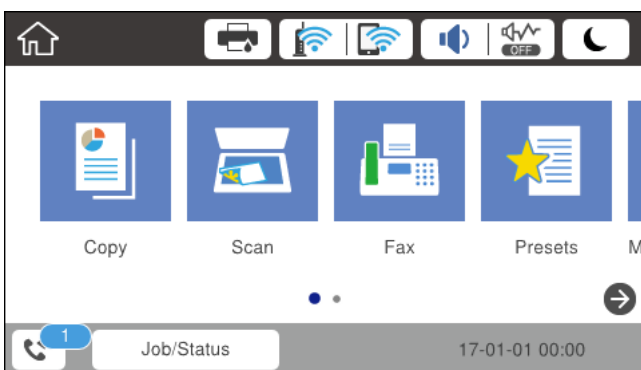 OFF
Copy
Scan
Fax
Presets
M
1
Job/Status
17-01-01 00:00